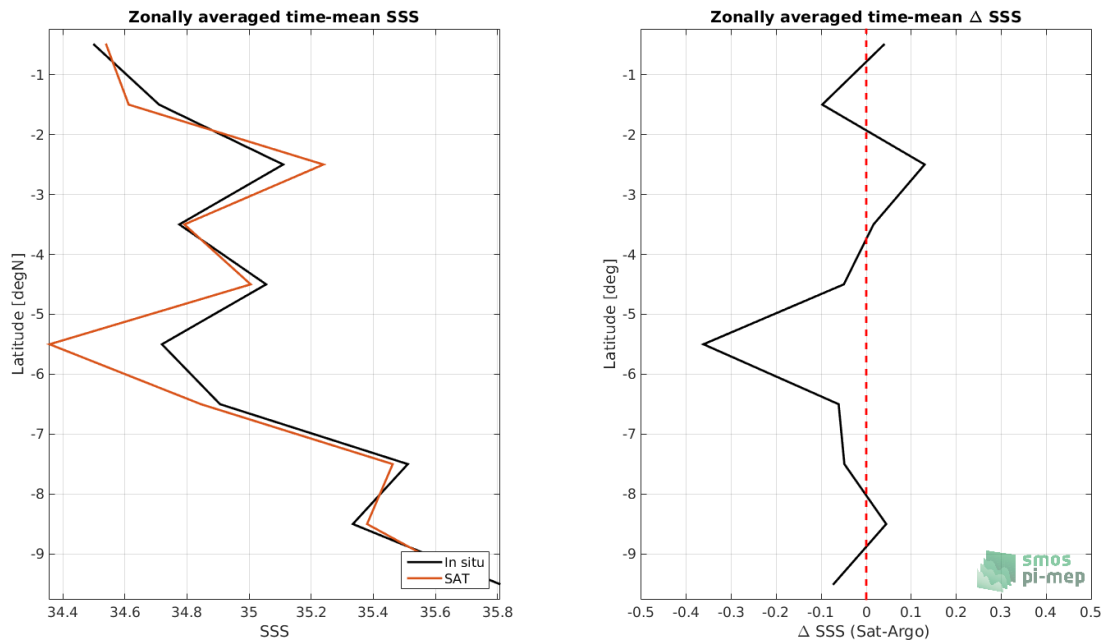 Zonally averaged time-mean SSS
Latitude [degN]
-1
-2
-3
-4
-5
-6
-7
-8
-9
34.4 34.6 34.8 35 35.2 35.4 35.6 35.8
SSS
In situ
SAT
Zonally averaged time-mean Δ SSS
Latitude [deg]
-1
-2
-3
-4
-5
-6
-7
-8
-9
-0.5 -0.4 -0.3 -0.2 -0.1 0 0.1 0.2 0.3 0.4 0.5
Δ SSS (Sat-Argo)
smos
pi-mep